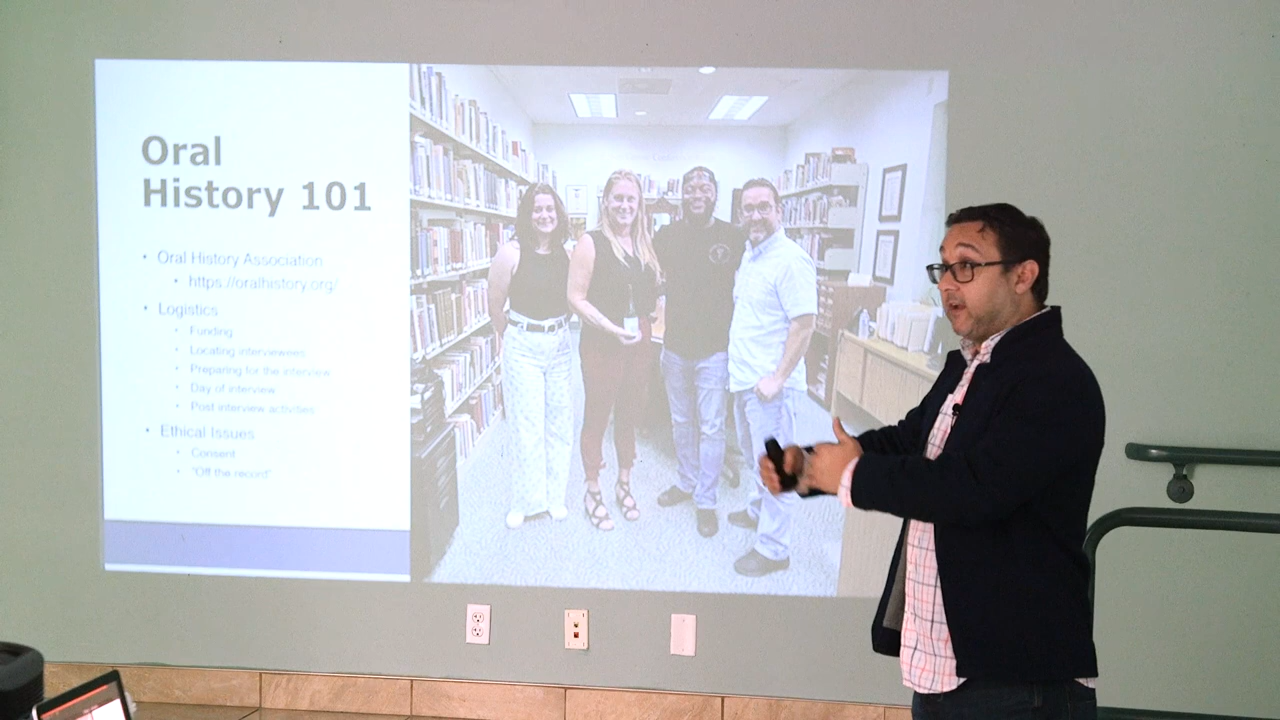 Oral
History 101
• Oral History Association
• https://oralhistory.org/
• Logistics
• Funding
• Locating interviewees
• Preparing for the interview
• Day of interview
• Post interview activities
• Ethical Issues
• Consent
• "Off the record"